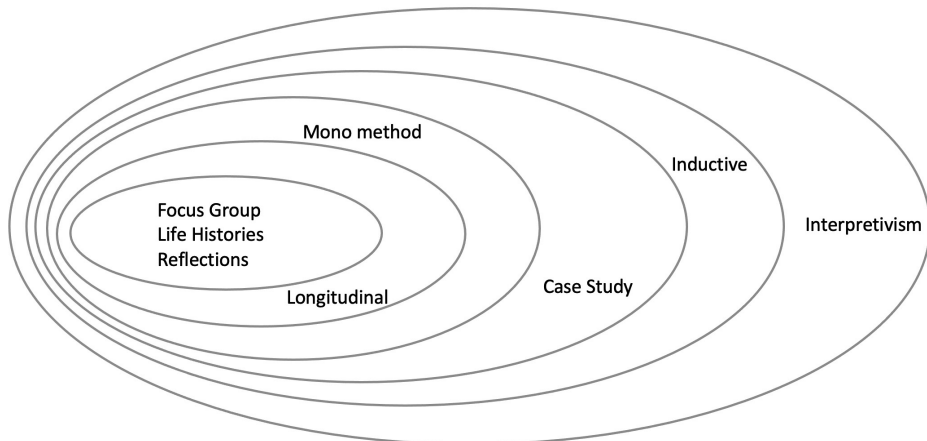 Mono method
Inductive
Focus Group
Life Histories
Reflections
Interpretivism
Case Study
Longitudinal